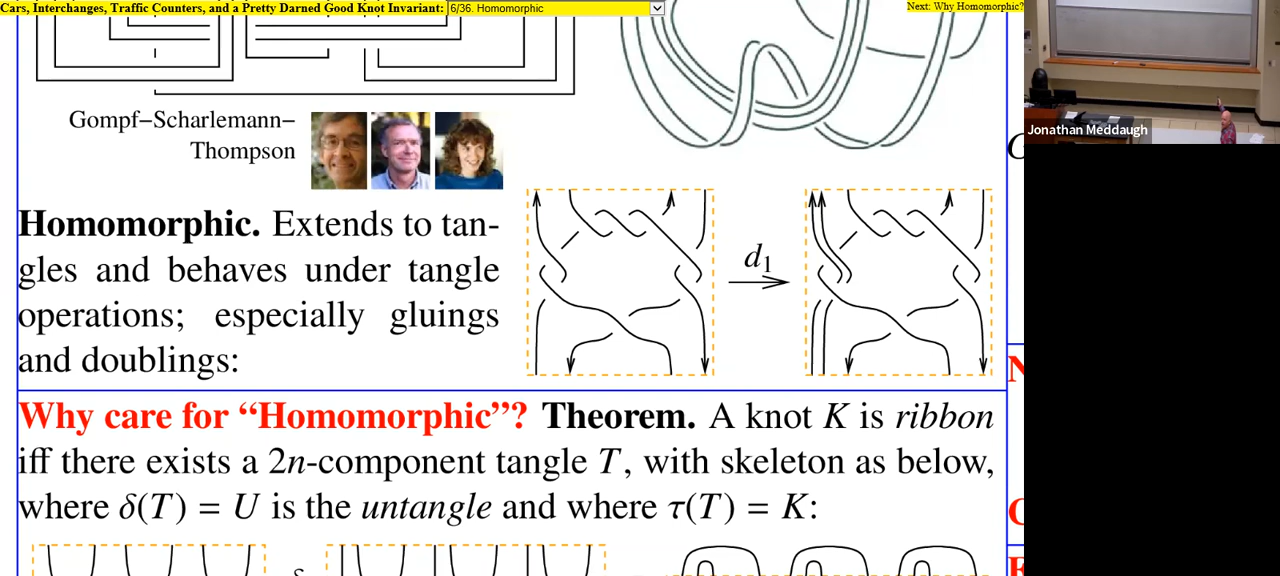 Cars, Interchanges, Traffic Counters, and a Pretty Darned Good Knot Invariant: 6/36. Homomorphic
Next: Why Homomorphic?
Jonathan Meddaugh
Gompf−Scharlemann−
Thompson
Homomorphic. Extends to tan-
gles and behaves under tangle
operations; especially gluings
and doublings:
d₁
Why care for “Homomorphic”? Theorem. A knot K is ribbon
iff there exists a 2n-component tangle T, with skeleton as below,
where δ(T) = U is the untangle and where τ(T) = K: